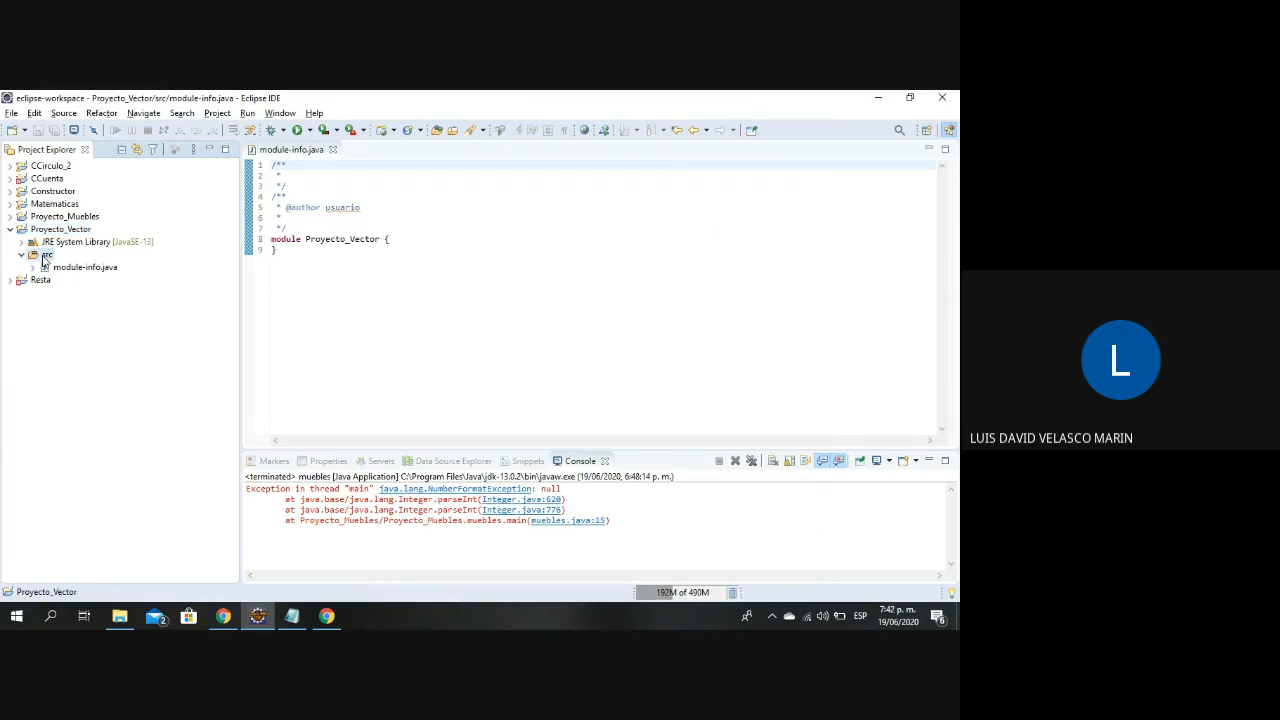 eclipse-workspace - Proyecto_Vector/src/module-info.java - Eclipse IDE
File Edit Source Refactor Navigate Search Project Run Window Help
Project Explorer
CCirculo_2
CCuenta
Constructor
Matematicas
Proyecto_Muebles
Proyecto_Vector
JRE System Library [JavaSE-13]
src
module-info.java
Resta
module-info.java
1 /**
2 *
3 */
4 /**
5 * @author usuario
6 *
7 */
8 module Proyecto_Vector {
9 }
Markers Properties Servers Data Source Explorer Snippets Console
<terminated> muebles [Java Application] C:\Program Files\Java\jdk-13.0.2\bin\javaw.exe (19/06/2020, 6:48:14 p. m.)
Exception in thread "main" java.lang.NumberFormatException: null
at java.base/java.lang.Integer.parseInt(Integer.java:620)
at java.base/java.lang.Integer.parseInt(Integer.java:776)
at Proyecto_Muebles/Proyecto_Muebles.muebles.main(muebles.java:15)
Proyecto_Vector
192M of 490M
2
ESP
7:42 p. m.
19/06/2020
6
L
LUIS DAVID VELASCO MARIN